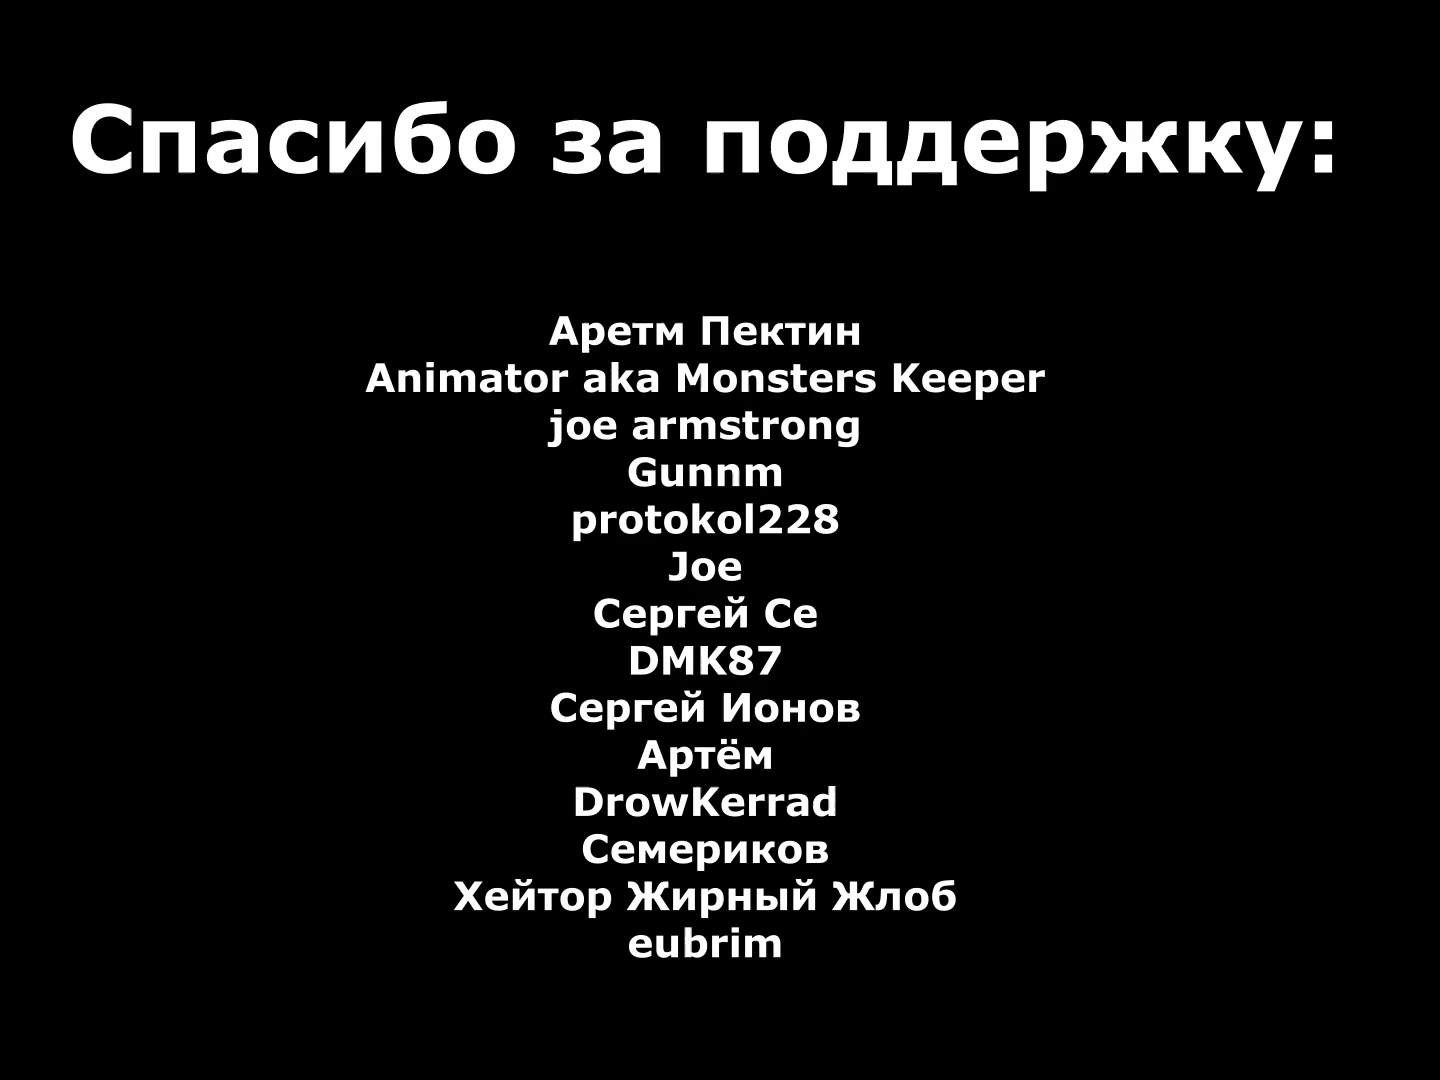 Спасибо за поддержку:
Аретм Пектин
Animator aka Monsters Keeper
joe armstrong
Gunnm
protokol228
Joe
Сергей Се
DMK87
Сергей Ионов
Артём
DrowKerrad
Семериков
Хейтор Жирный Жлоб
eubrim